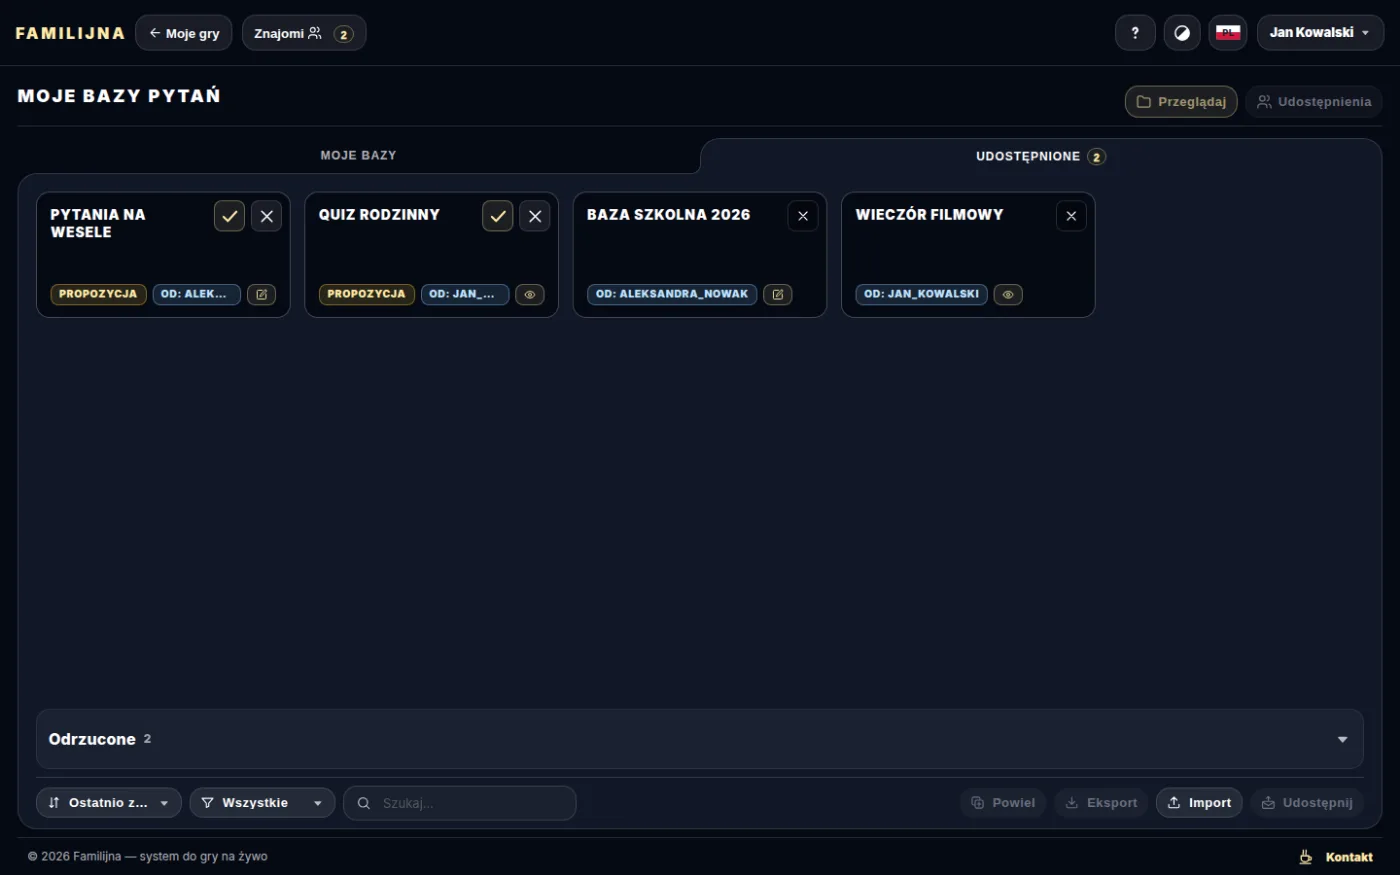 FAMILIJNA
← Moje gry
Znajomi 2
?
PL
Jan Kowalski
MOJE BAZY PYTAŃ
Przeglądaj
Udostępnienia
MOJE BAZY
UDOSTĘPNIONE 2
PYTANIA NA
WESELE
PROPOZYCJA
OD: ALEK...
QUIZ RODZINNY
PROPOZYCJA
OD: JAN_...
BAZA SZKOLNA 2026
OD: ALEKSANDRA_NOWAK
WIECZÓR FILMOWY
OD: JAN_KOWALSKI
Odrzucone 2
Ostatnio z...
Wszystkie
Szukaj...
Powiel
Eksport
Import
Udostępnij
© 2026 Familijna — system do gry na żywo
Kontakt